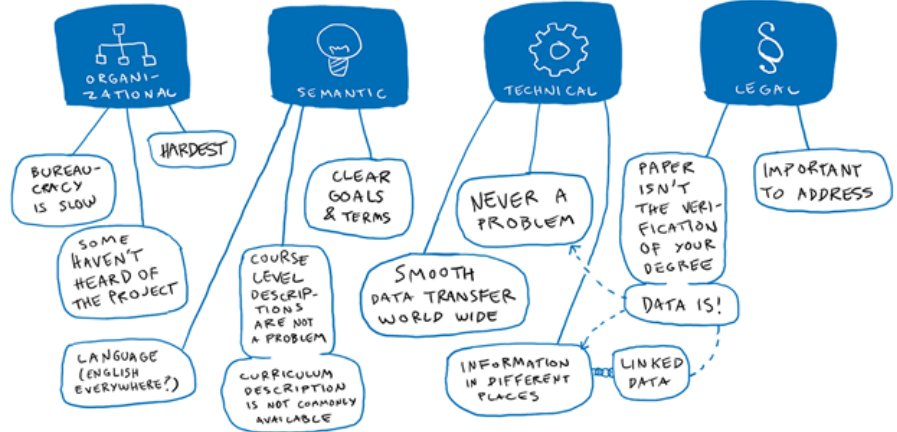 ORGANI-
ZATIONAL
SEMANTIC
TECHNICAL
§
LEGAL
BUREAU-
CRACY
IS SLOW
HARDEST
SOME
HAVEN'T
HEARD OF
THE PROJECT
LANGUAGE
(ENGLISH
EVERYWHERE?)
COURSE
LEVEL
DESCRIP-
TIONS
ARE NOT
A PROBLEM
CURRICULUM
DESCRIPTION
IS NOT COMMONLY
AVAILABLE
CLEAR
GOALS
& TERMS
SMOOTH
DATA TRANSFER
WORLD WIDE
NEVER A
PROBLEM
INFORMATION
IN DIFFERENT
PLACES
LINKED
DATA
PAPER
ISN'T
THE VERI-
FICATION
OF YOUR
DEGREE
DATA IS!
IMPORTANT
TO ADDRESS